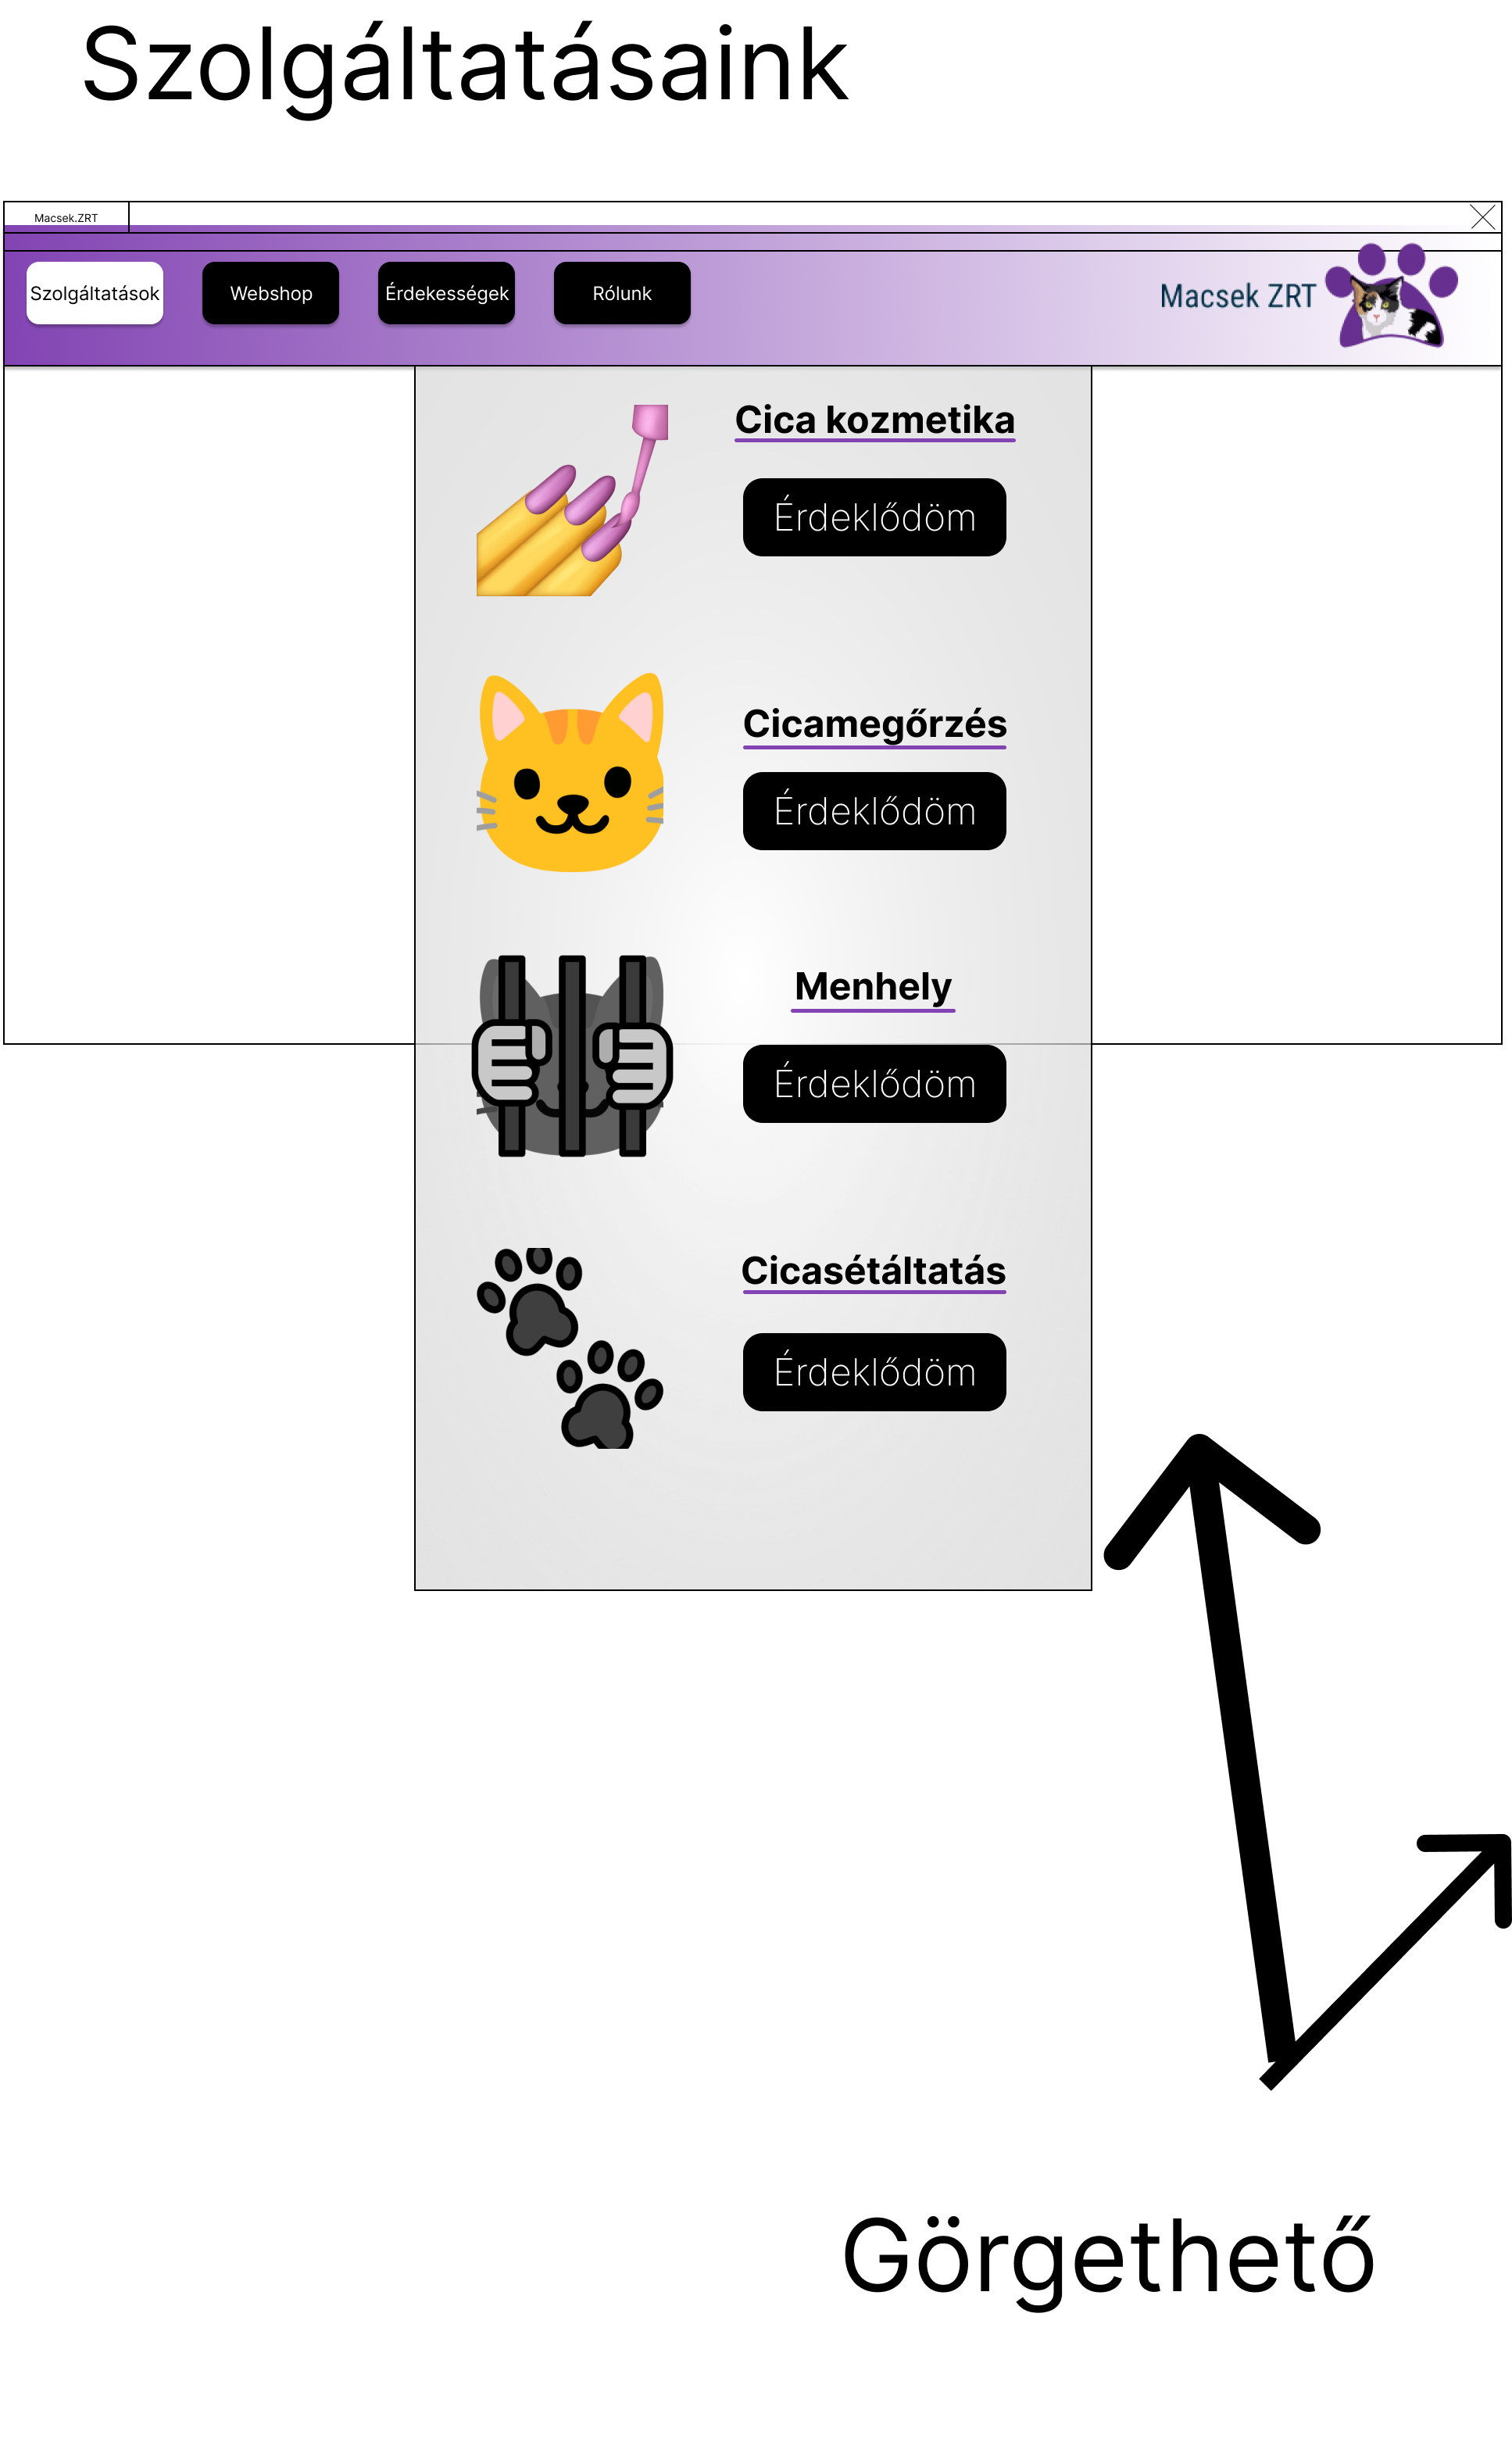 Szolgáltatásaink
Macsek.ZRT
Szolgáltatások
Webshop
Érdekességek
Rólunk
Macsek ZRT
Cica kozmetika
Érdeklődöm
Cicamegőrzés
Érdeklődöm
Menhely
Érdeklődöm
Cicasétáltatás
Érdeklődöm
Görgethető